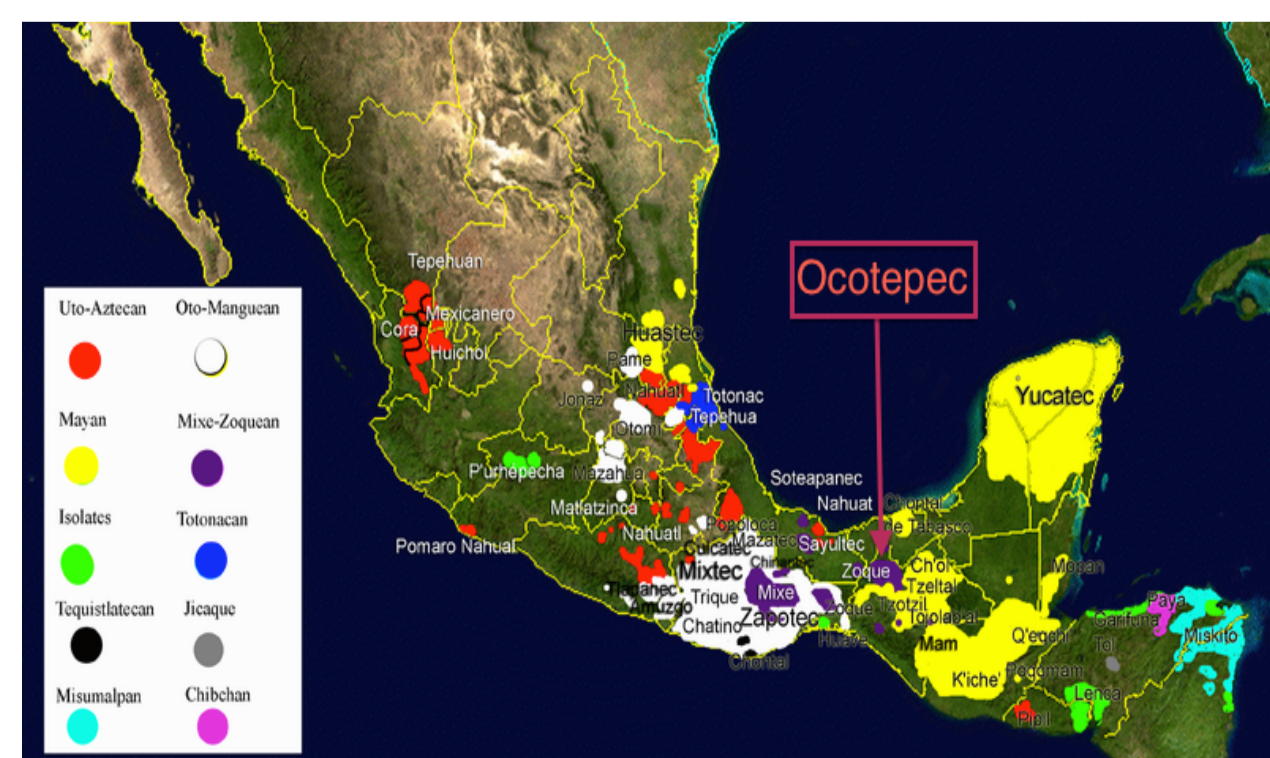 Uto-Aztecan Oto-Manguean
Mayan Mixe-Zoquean
Isolates Totonacan
Tequistlatecan Jicaque
Misumalpan Chibchan
Tepehuán
Mexicanero
Cora
Huichol
Ocotepec
Huastec
Pame
Nahuatl
Jonaz
Totonac
Tepehua
Otomi
Yucatec
P'urhépecha
Mazahua
Soteapanec
Nahuat
Matlatzinca
Chontal
de Tabasco
Pomaro Nahual
Nahuatl
Popoloca
Mazatec
Sayultec
Cuicatec
Mixtec
Zoque
Ch'ol
Tzeltal
Mopan
Tlapanec
Trique
Mixe
Amuzgo
Zapotec
Zoque
Tzotzil
Tojolab'al
Chatino
Huave
Chontal
Mam
Q'eqchi
K'iche'
Poqomam
Paya
Garifuna
Tol
Miskito
Lenca
Pipil